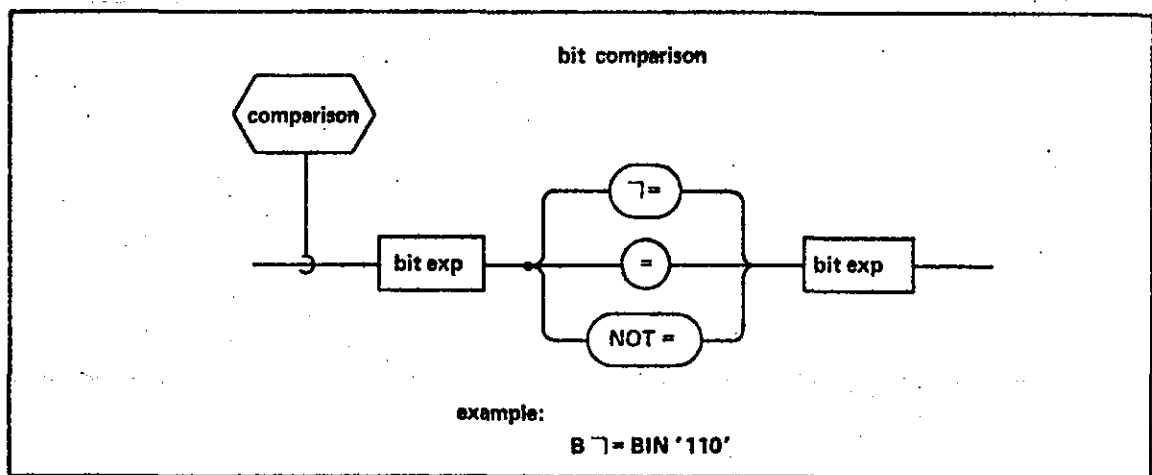 bit comparison
comparison
¬=
bit exp
=
bit exp
NOT =
example:
B ¬= BIN '110'